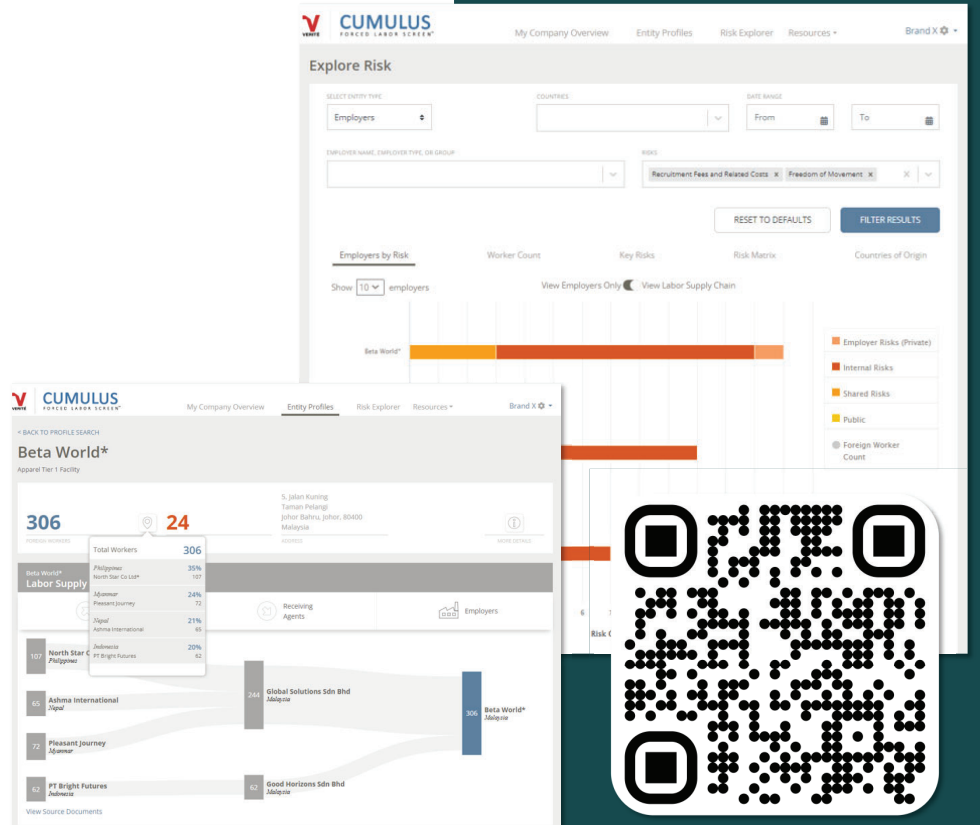 VERITÉ
CUMULUS
FORCED LABOR SCREEN
My Company Overview
Entity Profiles
Risk Explorer
Resources
Brand X
Explore Risk
SELECT ENTITY TYPE
COUNTRIES
DATE RANGE
Employers
From
To
EMPLOYER NAME, EMPLOYER TYPE, OR GROUP
RISKS
Recruitment Fees and Related Costs x
Freedom of Movement x
X
RESET TO DEFAULTS
FILTER RESULTS
Employers by Risk
Worker Count
Key Risks
Risk Matrix
Countries of Origin
Show 10 employers
View Employers Only
View Labor Supply Chain
Beta World*
Employer Risks (Private)
Internal Risks
Shared Risks
Public
Foreign Worker
Count
6
VERITÉ
CUMULUS
FORCED LABOR SCREEN
My Company Overview
Entity Profiles
Risk Explorer
Resources
Brand X
< BACK TO PROFILE SEARCH
Beta World*
Apparel Tier 1 Facility
306
FOREIGN WORKERS
24
5, Jalan Kuning
Taman Pelangi
Johor Bahru, Johor, 80400
Malaysia
ADDRESS
MORE DETAILS
Total Workers 306
Philippines 35%
North Star Co Ltd* 107
Myanmar 24%
Pleasant Journey 72
Nepal 21%
Ashma International 65
Indonesia 20%
PT Bright Futures 62
Beta World*
Labor Supply
Receiving
Agents
Employers
107 North Star C
Philippines
65 Ashma International
Nepal
72 Pleasant Journey
Myanmar
62 PT Bright Futures
Indonesia
244 Global Solutions Sdn Bhd
Malaysia
62 Good Horizons Sdn Bhd
Malaysia
306 Beta World*
Malaysia
View Source Documents